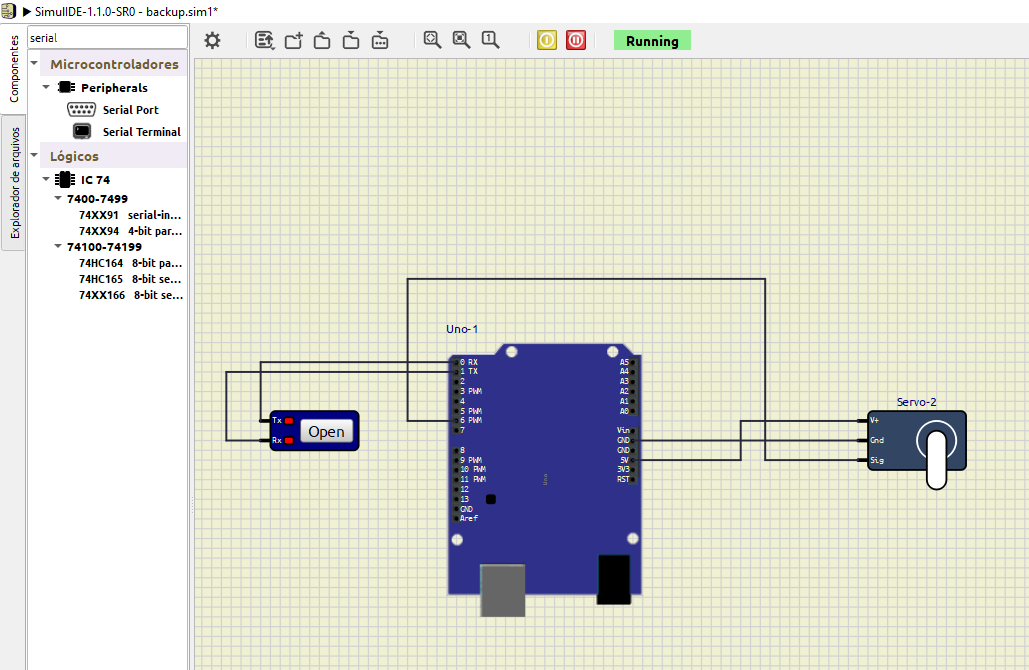 SimulIDE-1.1.0-SR0 - backup.sim1*
Componentes
Explorador de arquivos
serial
Microcontroladores
Peripherals
Serial Port
Serial Terminal
Lógicos
IC 74
7400-7499
74XX91 serial-in...
74XX94 4-bit par...
74100-74199
74HC164 8-bit pa...
74HC165 8-bit se...
74XX166 8-bit se...
1
Running
Uno-1
0 RX
1 TX
2
3 PWM
4
5 PWM
6 PWM
7
8
9 PWM
10 PWM
11 PWM
12
13
GND
Aref
A5
A4
A3
A2
A1
A0
Vin
GND
GND
5V
3V3
RST
Uno
Tx
Rx
Open
Servo-2
V+
Gnd
Sig